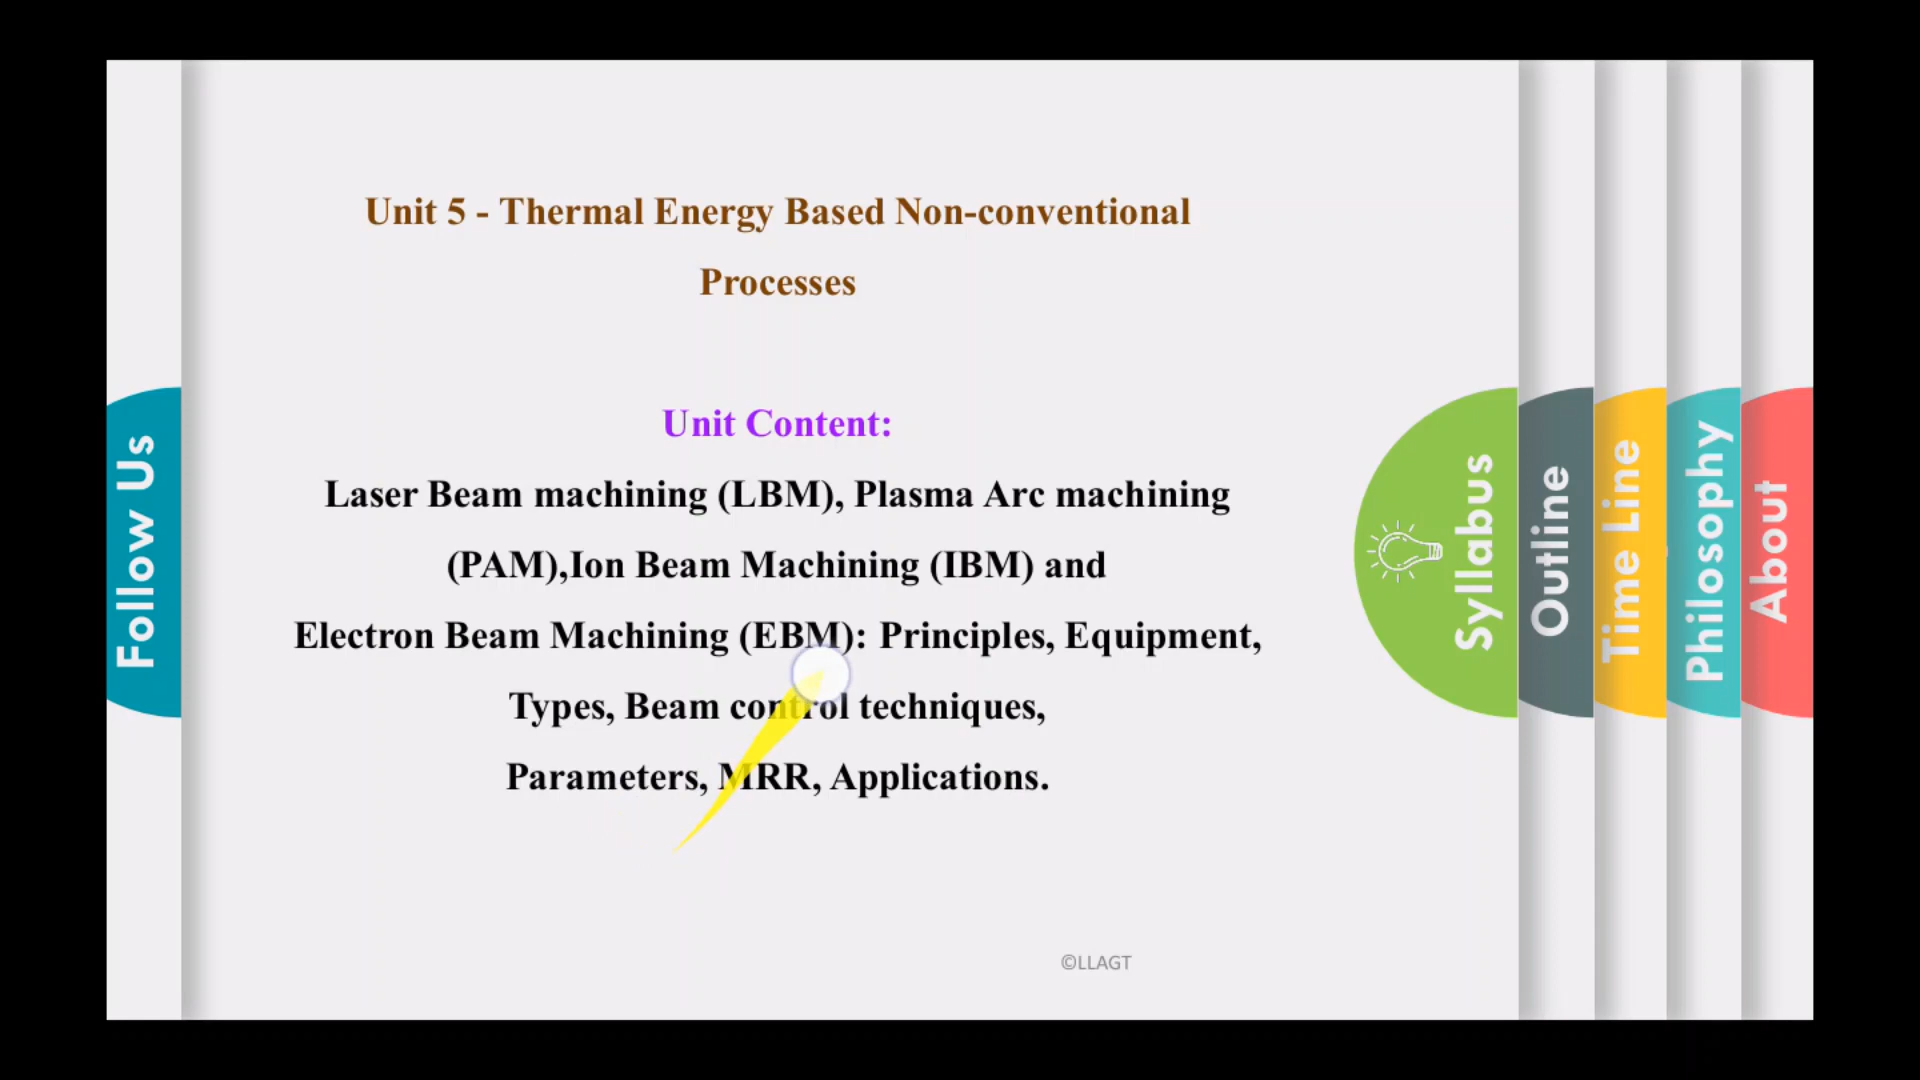 Unit 5 - Thermal Energy Based Non-conventional
Processes
Unit Content:
Laser Beam machining (LBM), Plasma Arc machining
(PAM),Ion Beam Machining (IBM) and
Electron Beam Machining (EBM): Principles, Equipment,
Types, Beam control techniques,
Parameters, MRR, Applications.
©LLAGT
Follow Us
Syllabus
Outline
Time Line
Philosophy
About